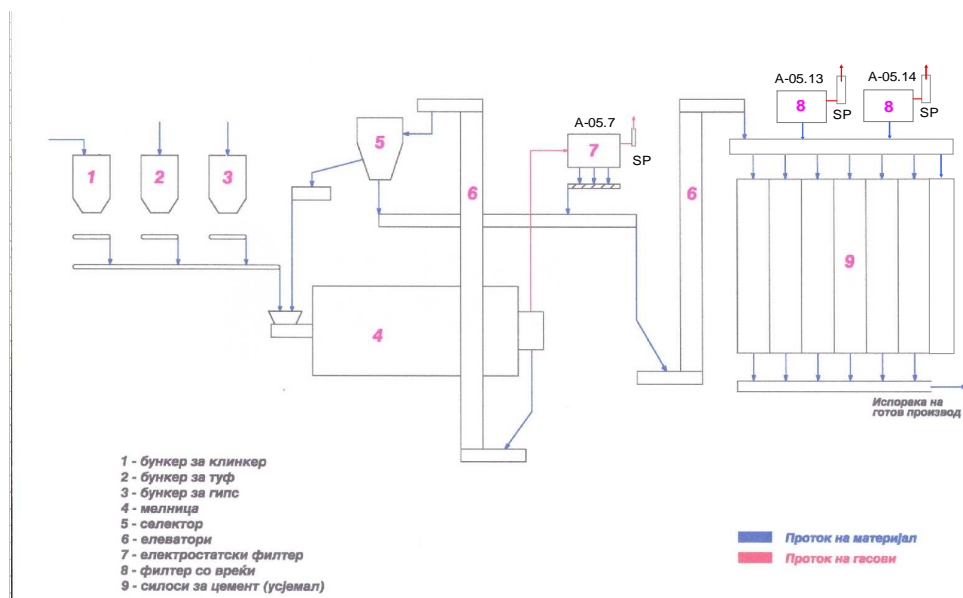 A-05.13
A-05.14
8
8
SP
SP
A-05.7
7
SP
5
6
6
1
2
3
9
4
Испорака на
готов производ
1 - бункер за клинкер
2 - бункер за туф
3 - бункер за гипс
4 - мелница
5 - селектор
6 - елеватори
7 - електростатски филтер
8 - филтер со вреќи
9 - силоси за цемент (усјемал)
Проток на материјал
Проток на гасови